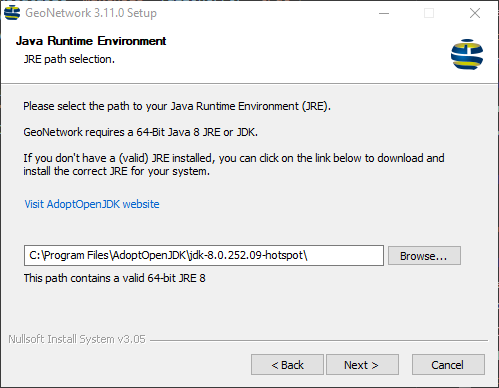 GeoNetwork 3.11.0 Setup
Java Runtime Environment
JRE path selection.
Please select the path to your Java Runtime Environment (JRE).
GeoNetwork requires a 64-Bit Java 8 JRE or JDK.
If you don't have a (valid) JRE installed, you can click on the link below to download and
install the correct JRE for your system.
Visit AdoptOpenJDK website
C:\Program Files\AdoptOpenJDK\jdk-8.0.252.09-hotspot\
Browse...
This path contains a valid 64-bit JRE 8
Nullsoft Install System v3.05
< Back
Next >
Cancel